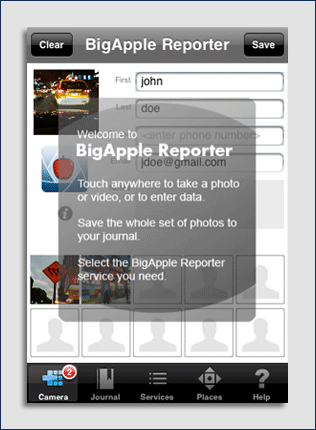 Clear BigApple Reporter Save
First john
Last doe
<enter phone number>
Email jdoe@gmail.com
Welcome to
BigApple Reporter
Touch anywhere to take a photo
or video, or to enter data.
Save the whole set of photos to
your journal.
Select the BigApple Reporter
service you need.
2
Camera Journal Services Places Help